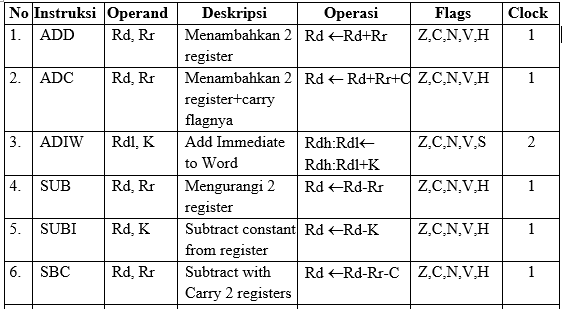 No Instruksi Operand Deskripsi Operasi Flags Clock
1. ADD Rd, Rr Menambahkan 2 Rd ←Rd+Rr Z,C,N,V,H 1
register
2. ADC Rd, Rr Menambahkan 2 Rd ← Rd+Rr+C Z,C,N,V,H 1
register+carry
flagnya
3. ADIW Rdl, K Add Immediate Rdh:Rdl← Z,C,N,V,S 2
to Word Rdh:Rdl+K
4. SUB Rd, Rr Mengurangi 2 Rd ←Rd-Rr Z,C,N,V,H 1
register
5. SUBI Rd, K Subtract constant Rd ←Rd-K Z,C,N,V,H 1
from register
6. SBC Rd, Rr Subtract with Rd ←Rd-Rr-C Z,C,N,V,H 1
Carry 2 registers